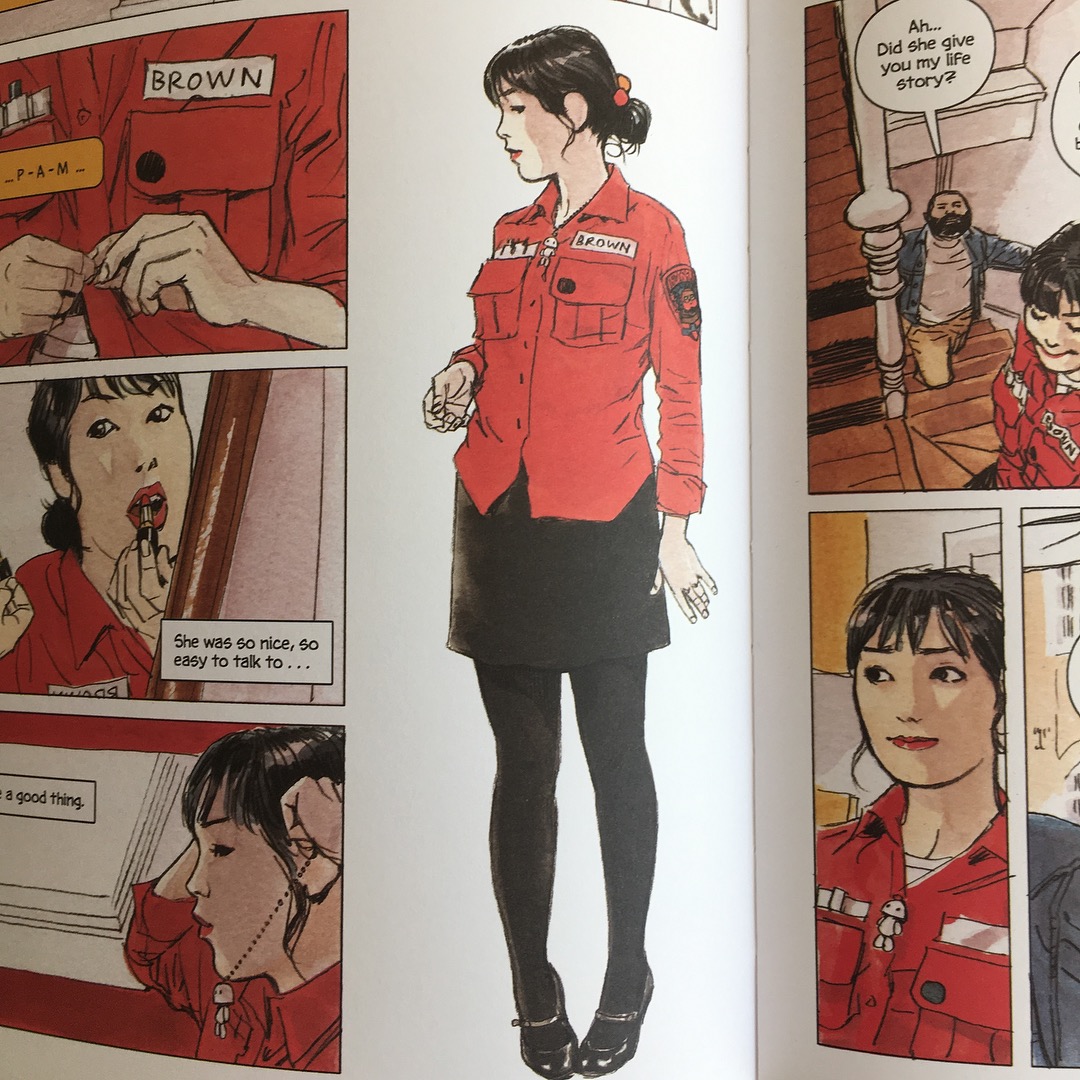 BROWN
... P-A-M ...
She was so nice, so
easy to talk to . . .
a good thing.
BROWN
Ah...
Did she give
you my life
story?
BROWN